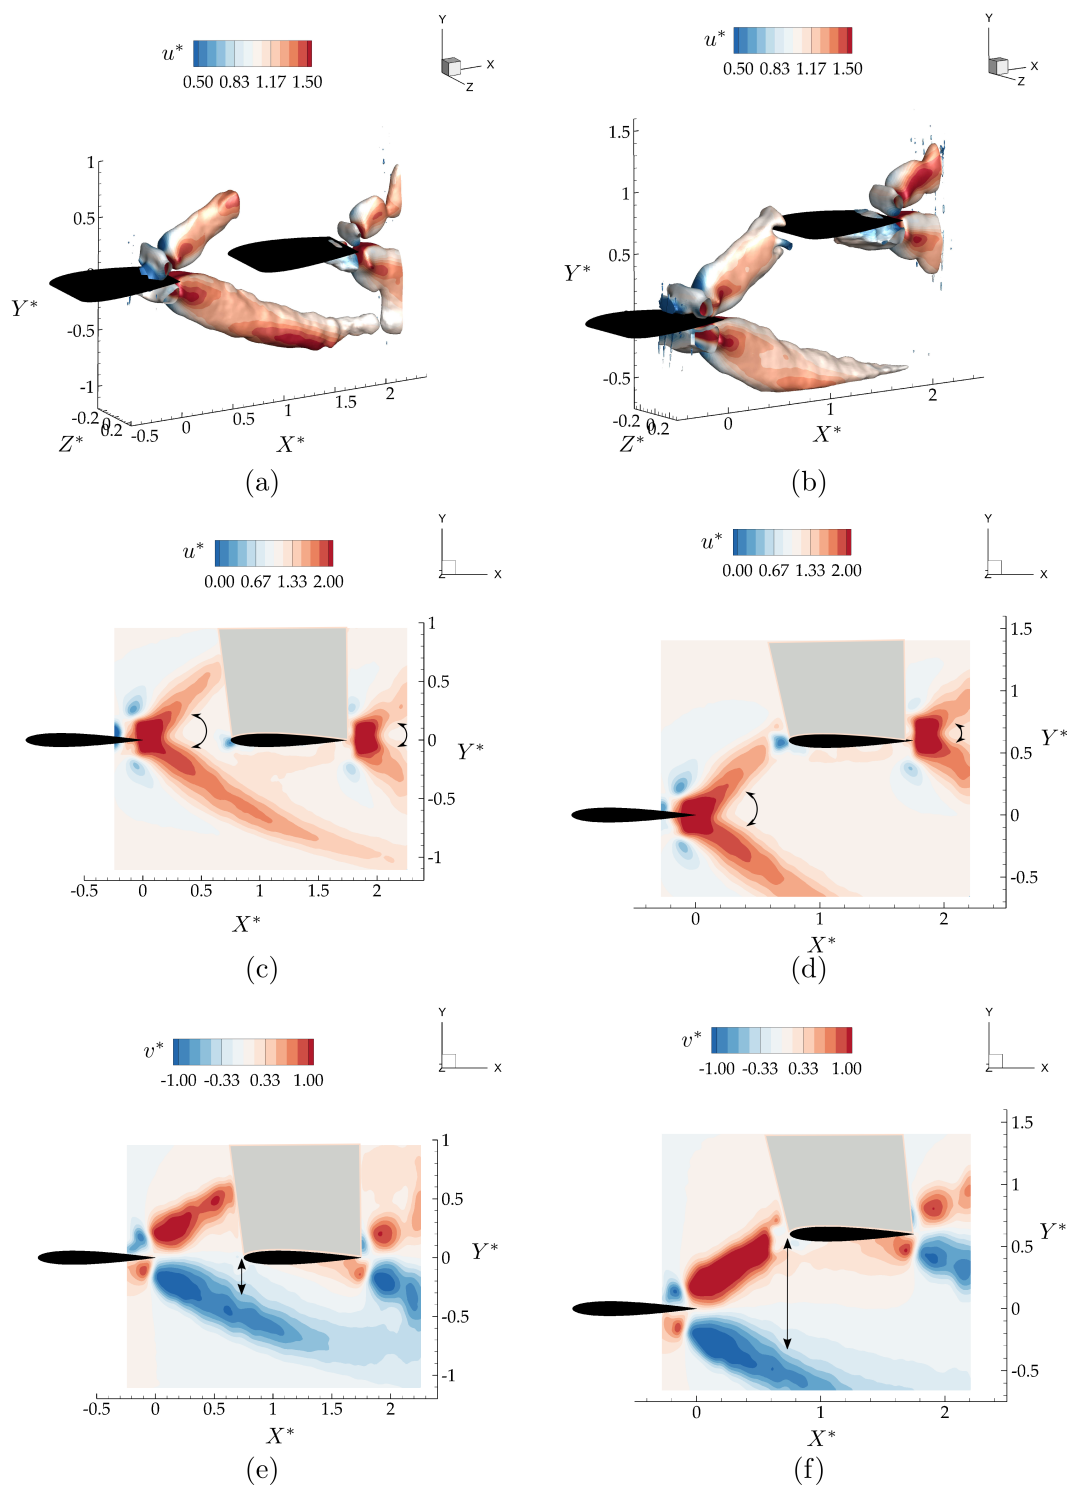 u*
0.50 0.83 1.17 1.50
Y
X
Z
1
0.5
0
-0.5
-1
Y*
-0.2
0.2
Z*
-0.5 0 0.5 1 1.5 2
X*
(a)
u*
0.50 0.83 1.17 1.50
Y
X
Z
1.5
1
0.5
0
-0.5
Y*
-0.2
0.2
Z*
0 1 2
X*
(b)
u*
0.00 0.67 1.33 2.00
Y
Z X
1
0.5
0
-0.5
-1
Y*
-0.5 0 0.5 1 1.5 2
X*
(c)
u*
0.00 0.67 1.33 2.00
Y
Z X
1.5
1
0.5
0
-0.5
Y*
0 1 2
X*
(d)
v*
-1.00 -0.33 0.33 1.00
Y
Z X
1
0.5
0
-0.5
-1
Y*
-0.5 0 0.5 1 1.5 2
X*
(e)
v*
-1.00 -0.33 0.33 1.00
Y
Z X
1.5
1
0.5
0
-0.5
Y*
0 1 2
X*
(f)